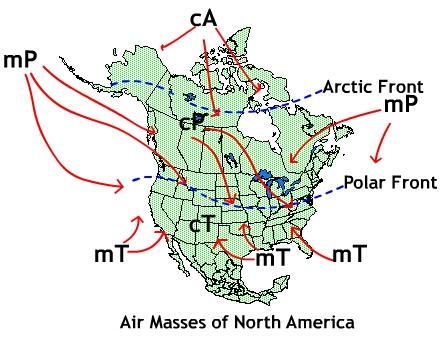 cA
mP
Arctic Front
mP
cP
Polar Front
cT
mT
mT
mT
Air Masses of North America